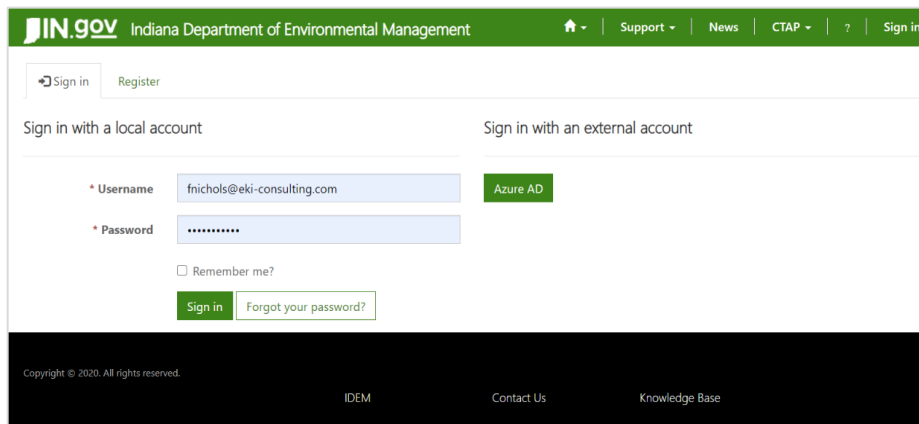 IN.gov Indiana Department of Environmental Management Support News CTAP ? Sign in
Sign in Register
Sign in with a local account Sign in with an external account
* Username fnichols@eki-consulting.com Azure AD
* Password •••••••••••
Remember me?
Sign in Forgot your password?
Copyright © 2020. All rights reserved.
IDEM Contact Us Knowledge Base